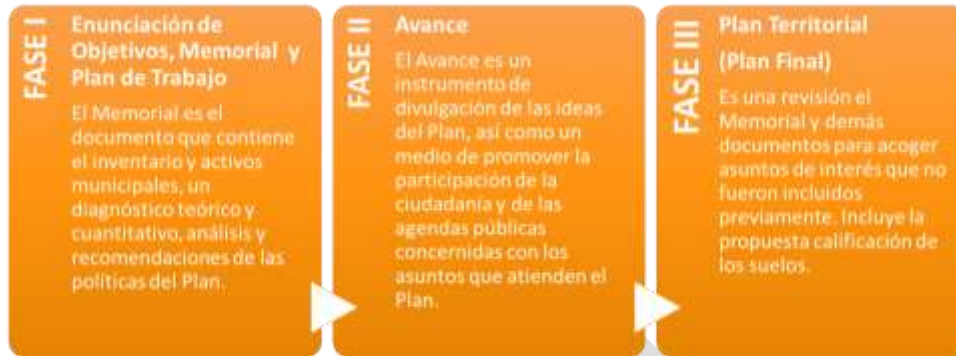 FASE I
Enunciación de
Objetivos, Memorial y
Plan de Trabajo
El Memorial es el
documento que contiene
el inventario y activos
municipales, un
diagnóstico teórico y
cuantitativo, análisis y
recomendaciones de las
políticas del Plan.
FASE II
Avance
El Avance es un
instrumento de
divulgación de las ideas
del Plan, así como un
medio de promover la
participación de la
ciudadanía y de las
agendas públicas
concernidas con los
asuntos que atienden el
Plan.
FASE III
Plan Territorial
(Plan Final)
Es una revisión el
Memorial y demás
documentos para acoger
asuntos de interés que no
fueron incluidos
previamente. Incluye la
propuesta calificación de
los suelos.